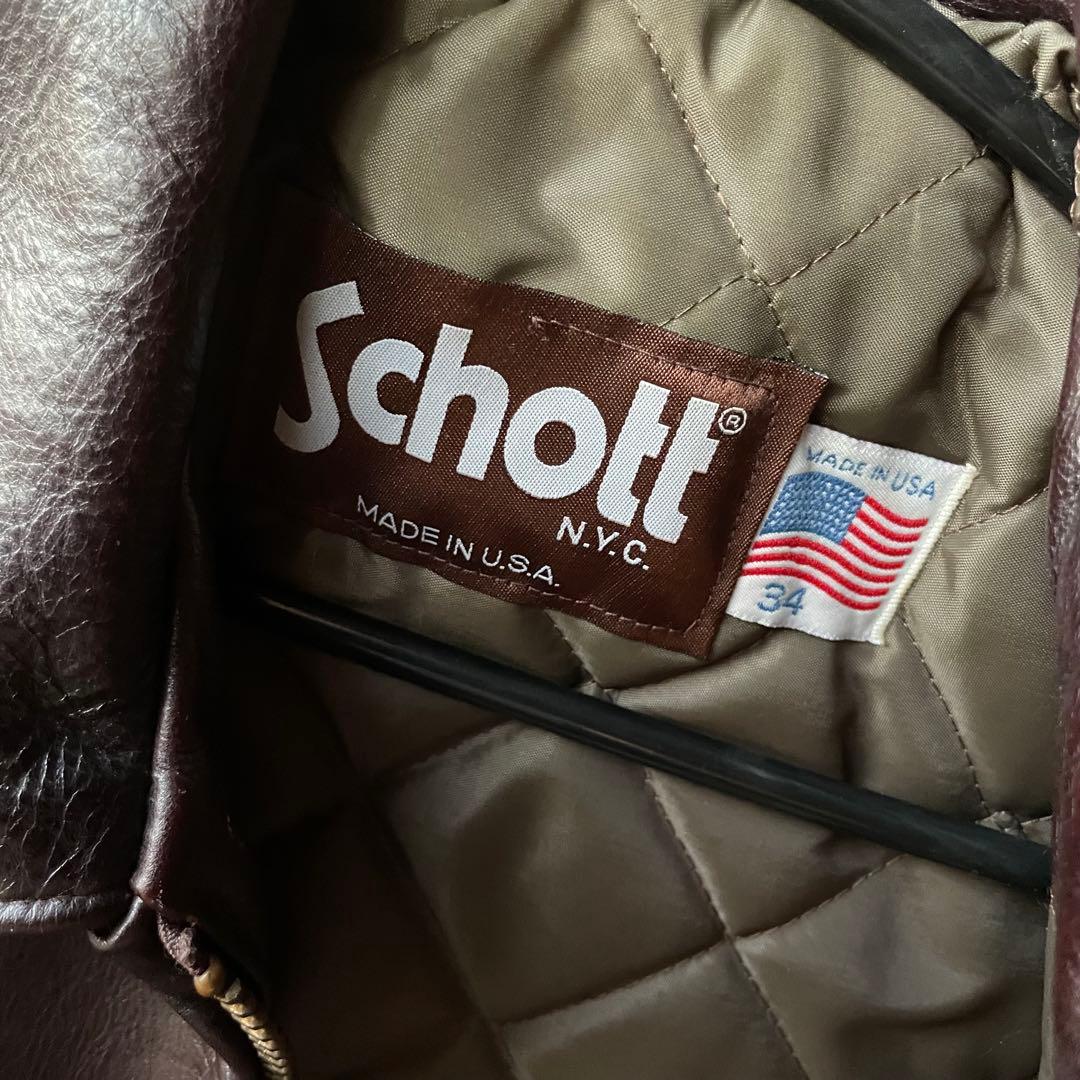 Schott®
N.Y.C.
MADE IN U.S.A.
MADE IN USA
34